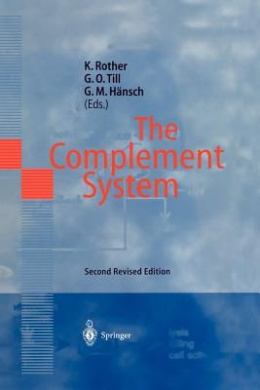 K. Rother
G. O. Till
G. M. Hänsch
(Eds.)
The
Complement
System
Second Revised Edition
Springer